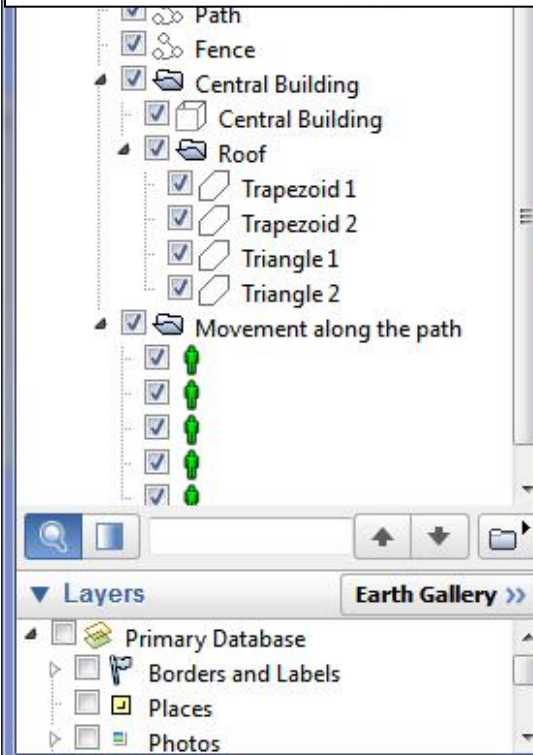 Path
Fence
Central Building
Central Building
Roof
Trapezoid 1
Trapezoid 2
Triangle 1
Triangle 2
Movement along the path
Layers
Earth Gallery »
Primary Database
Borders and Labels
Places
Photos